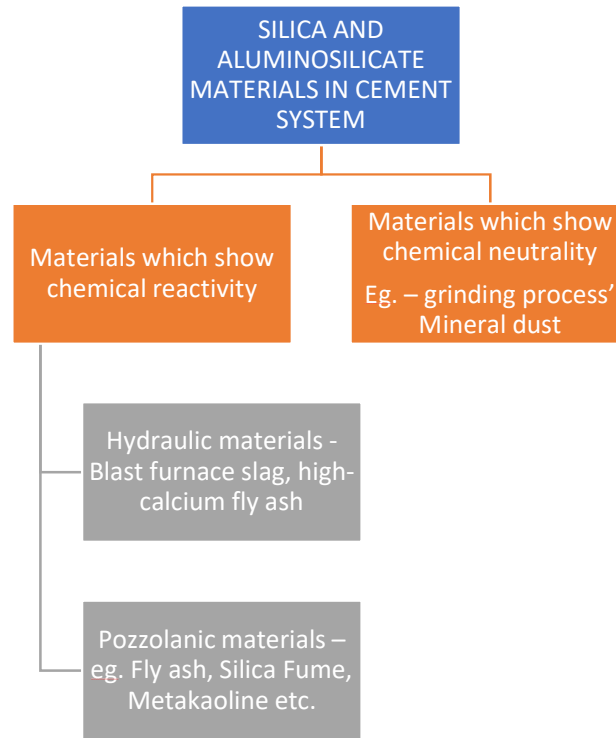 SILICA AND
ALUMINOSILICATE
MATERIALS IN CEMENT
SYSTEM
Materials which show
chemical reactivity
Materials which show
chemical neutrality
Eg. – grinding process'
Mineral dust
Hydraulic materials -
Blast furnace slag, high-
calcium fly ash
Pozzolanic materials –
eg. Fly ash, Silica Fume,
Metakaoline etc.